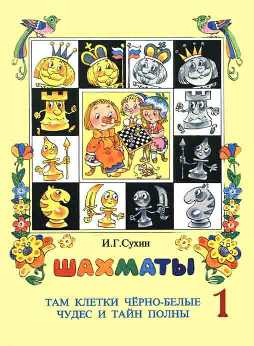 И.Г.Сухин
ШАХМАТЫ
ТАМ КЛЕТКИ ЧЁРНО-БЕЛЫЕ
ЧУДЕС И ТАЙН ПОЛНЫ
1